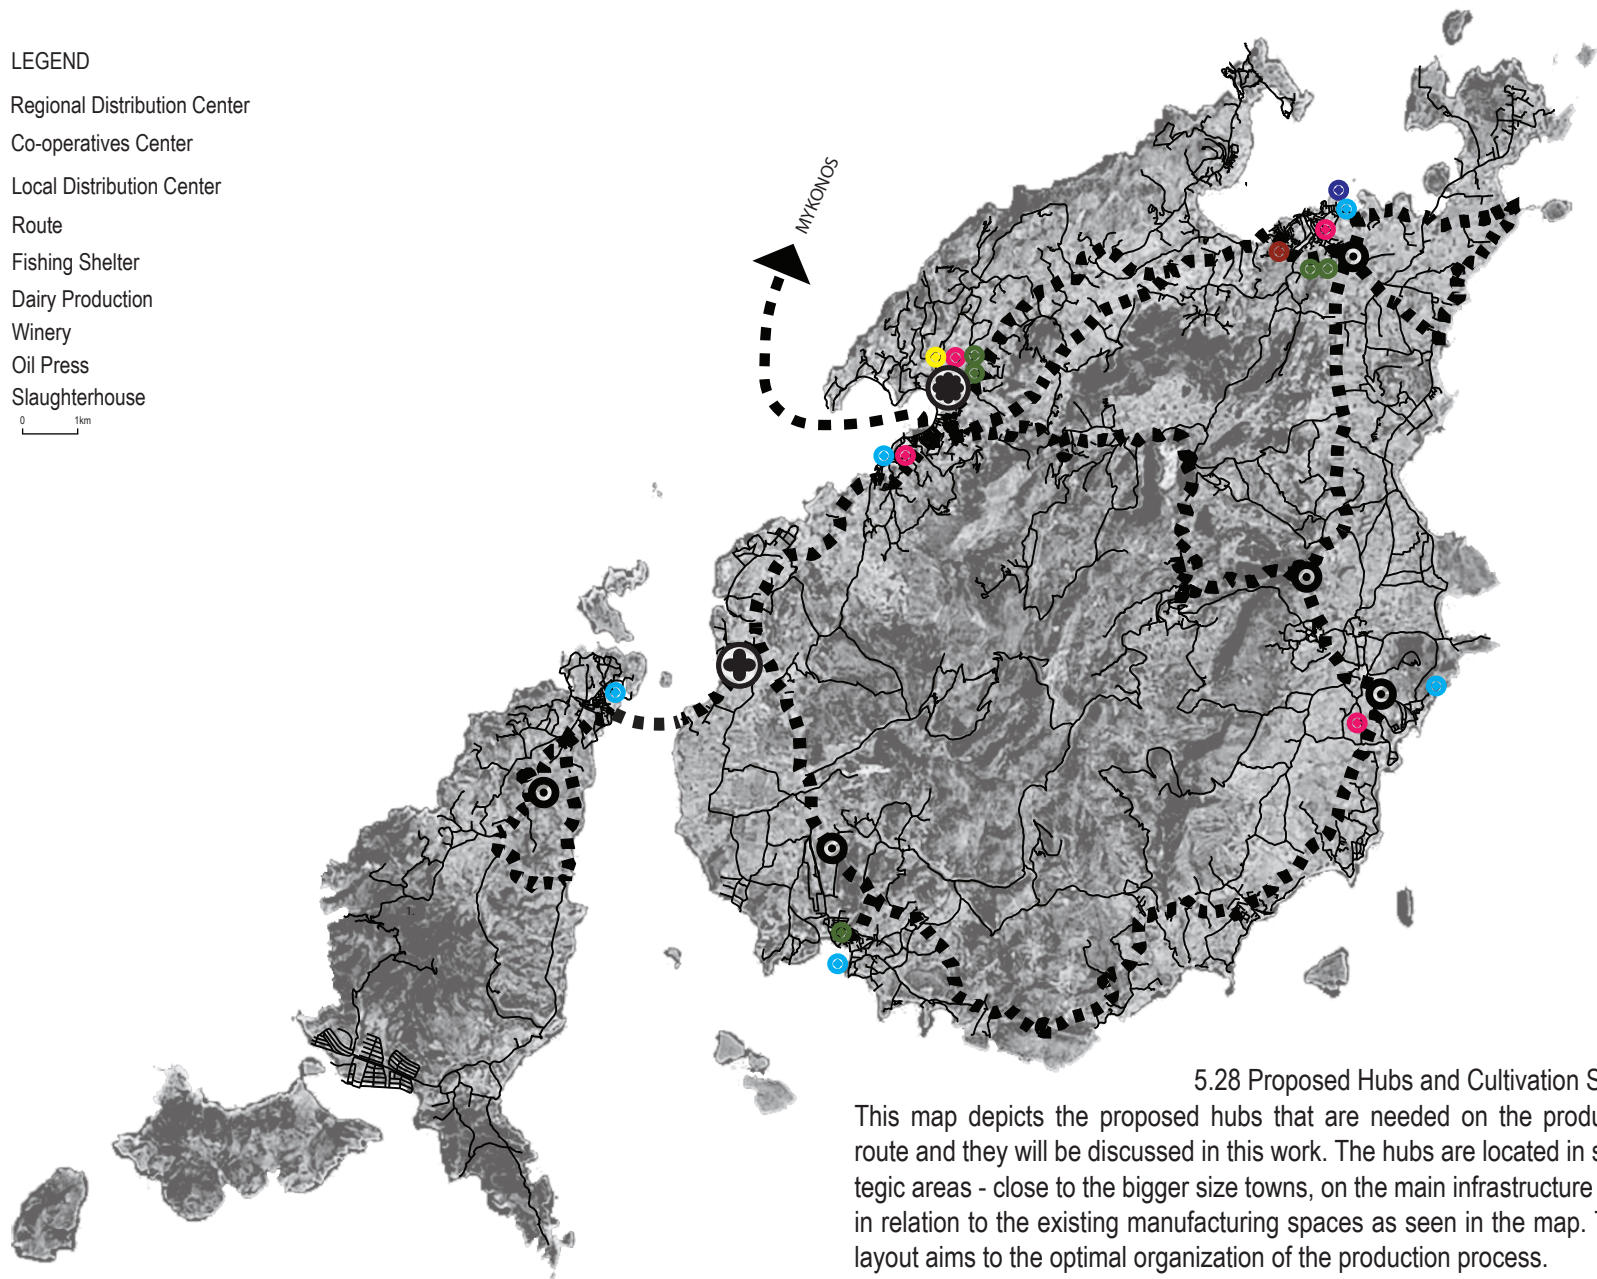 LEGEND
Regional Distribution Center
Co-operatives Center
Local Distribution Center
Route
Fishing Shelter
Dairy Production
Winery
Oil Press
Slaughterhouse
0 1km
MYKONOS
1.
5.28 Proposed Hubs and Cultivation S
This map depicts the proposed hubs that are needed on the produ
route and they will be discussed in this work. The hubs are located in s
tegic areas - close to the bigger size towns, on the main infrastructure
in relation to the existing manufacturing spaces as seen in the map. T
layout aims to the optimal organization of the production process.